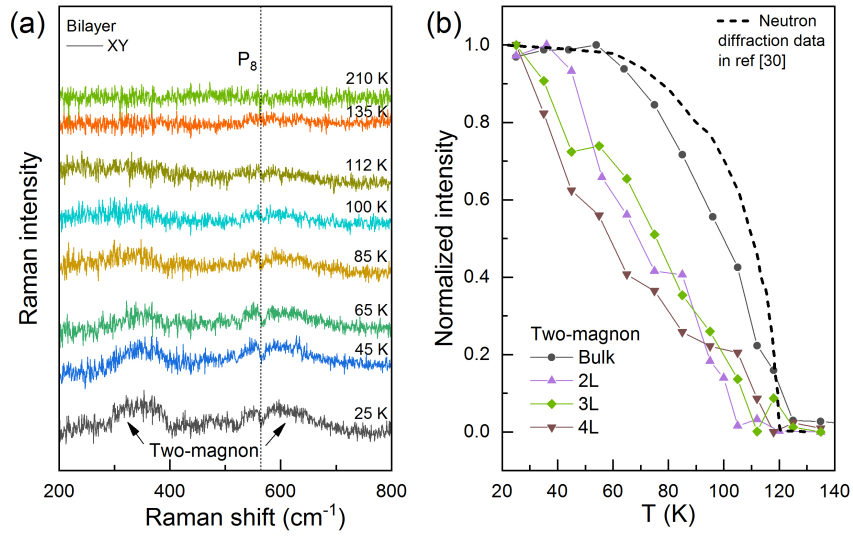 (a)
Bilayer
XY
P8
210 K
135 K
112 K
100 K
85 K
65 K
45 K
25 K
Two-magnon
Raman intensity
200 400 600 800
Raman shift (cm-1)
(b)
Neutron
diffraction data
in ref [30]
1.0
0.8
0.6
0.4
0.2
0.0
Normalized intensity
Two-magnon
Bulk
2L
3L
4L
20 40 60 80 100 120 140
T (K)